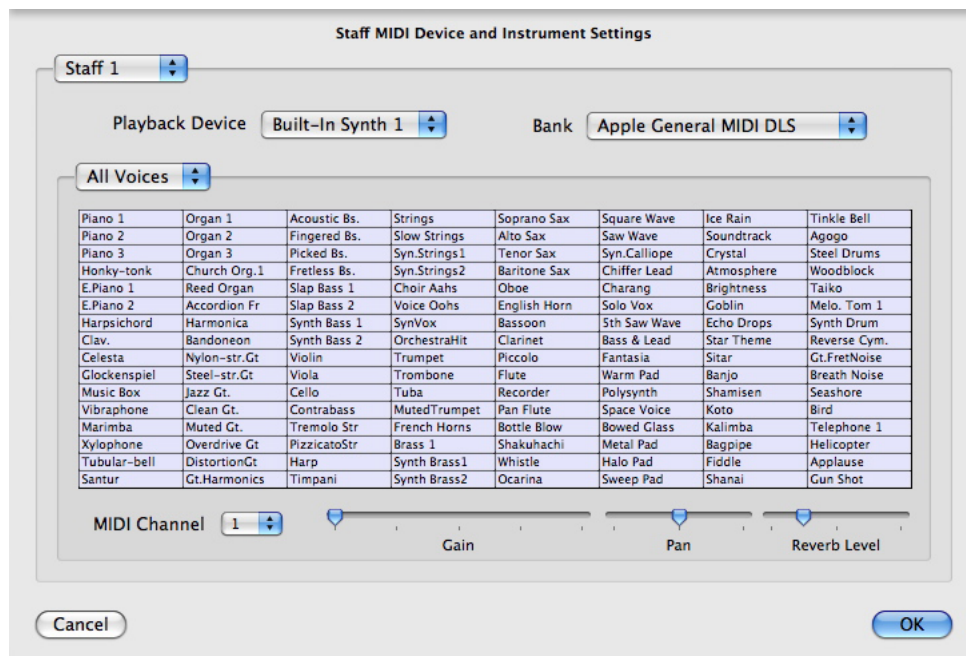 Staff MIDI Device and Instrument Settings
Staff 1
Playback Device Built-In Synth 1 Bank Apple General MIDI DLS
All Voices
Piano 1 Organ 1 Acoustic Bs. Strings Soprano Sax Square Wave Ice Rain Tinkle Bell
Piano 2 Organ 2 Fingered Bs. Slow Strings Alto Sax Saw Wave Soundtrack Agogo
Piano 3 Organ 3 Picked Bs. Syn.Strings1 Tenor Sax Syn.Calliope Crystal Steel Drums
Honky-tonk Church Org.1 Fretless Bs. Syn.Strings2 Baritone Sax Chiffer Lead Atmosphere Woodblock
E.Piano 1 Reed Organ Slap Bass 1 Choir Aahs Oboe Charang Brightness Taiko
E.Piano 2 Accordion Fr Slap Bass 2 Voice Oohs English Horn Solo Vox Goblin Melo. Tom 1
Harpsichord Harmonica Synth Bass 1 SynVox Bassoon 5th Saw Wave Echo Drops Synth Drum
Clav. Bandoneon Synth Bass 2 OrchestraHit Clarinet Bass & Lead Star Theme Reverse Cym.
Celesta Nylon-str.Gt Violin Trumpet Piccolo Fantasia Sitar Gt.FretNoise
Glockenspiel Steel-str.Gt Viola Trombone Flute Warm Pad Banjo Breath Noise
Music Box Jazz Gt. Cello Tuba Recorder Polysynth Shamisen Seashore
Vibraphone Clean Gt. Contrabass MutedTrumpet Pan Flute Space Voice Koto Bird
Marimba Muted Gt. Tremolo Str French Horns Bottle Blow Bowed Glass Kalimba Telephone 1
Xylophone Overdrive Gt PizzicatoStr Brass 1 Shakuhachi Metal Pad Bagpipe Helicopter
Tubular-bell DistortionGt Harp Synth Brass1 Whistle Halo Pad Fiddle Applause
Santur Gt.Harmonics Timpani Synth Brass2 Ocarina Sweep Pad Shanai Gun Shot
MIDI Channel 1
Gain Pan Reverb Level
Cancel OK